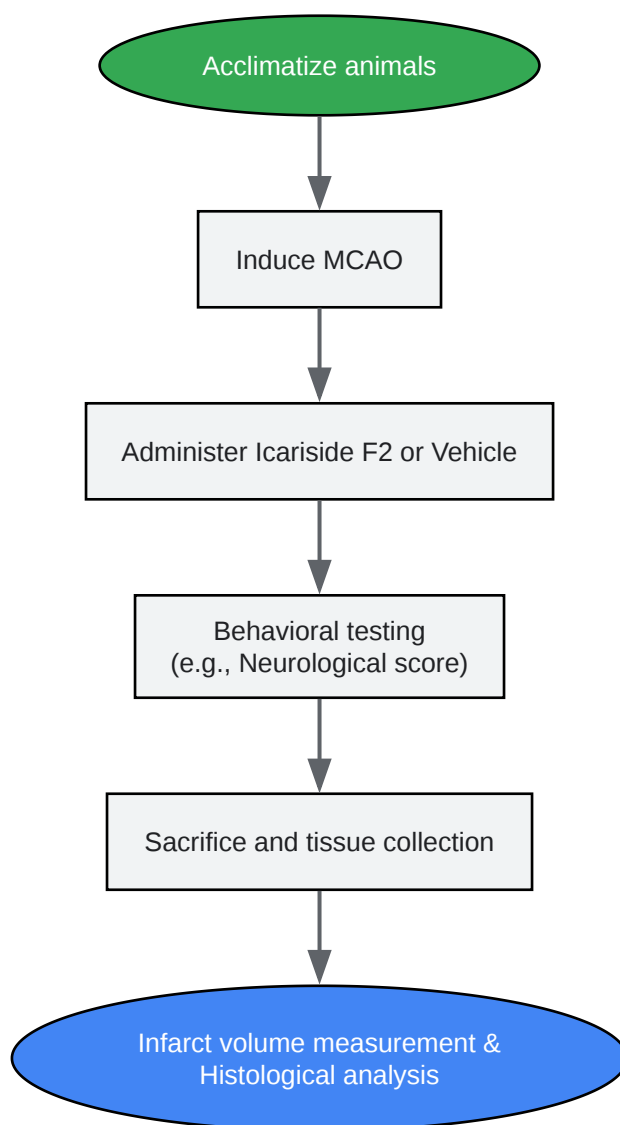 Acclimatize animals
Induce MCAO
Administer Icariside F2 or Vehicle
Behavioral testing
(e.g., Neurological score)
Sacrifice and tissue collection
Infarct volume measurement &
Histological analysis